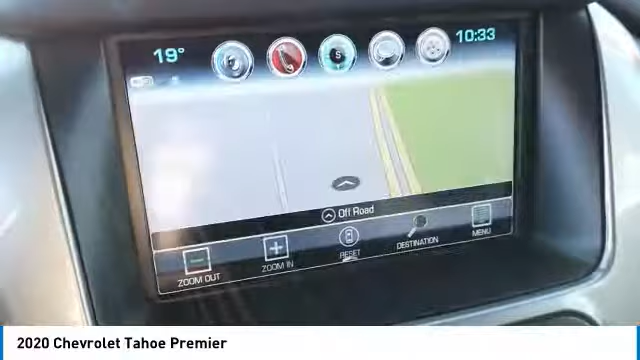 19°
10:33
Off Road
ZOOM OUT
ZOOM IN
RESET
DESTINATION
MENU
2020 Chevrolet Tahoe Premier